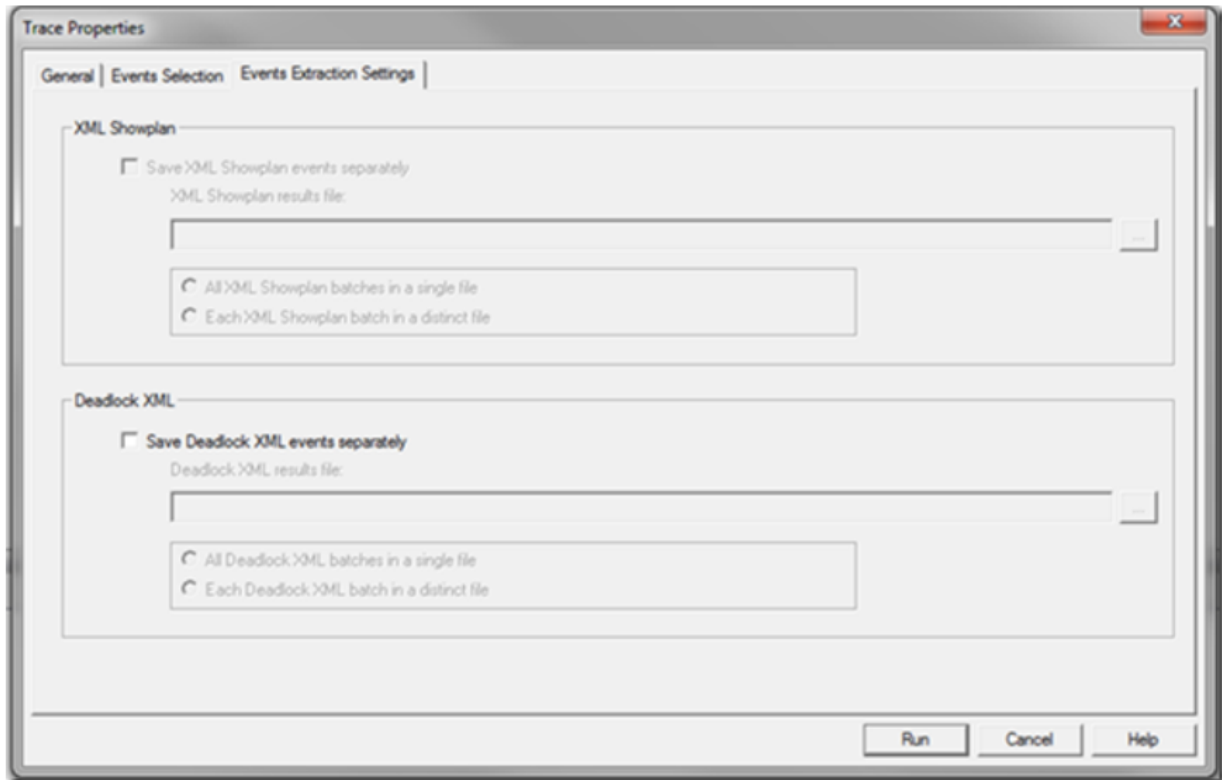 Trace Properties
General Events Selection Events Extraction Settings
XML Showplan
Save XML Showplan events separately
XML Showplan results file:
...
All XML Showplan batches in a single file
Each XML Showplan batch in a distinct file
Deadlock XML
Save Deadlock XML events separately
Deadlock XML results file:
...
All Deadlock XML batches in a single file
Each Deadlock XML batch in a distinct file
Run Cancel Help